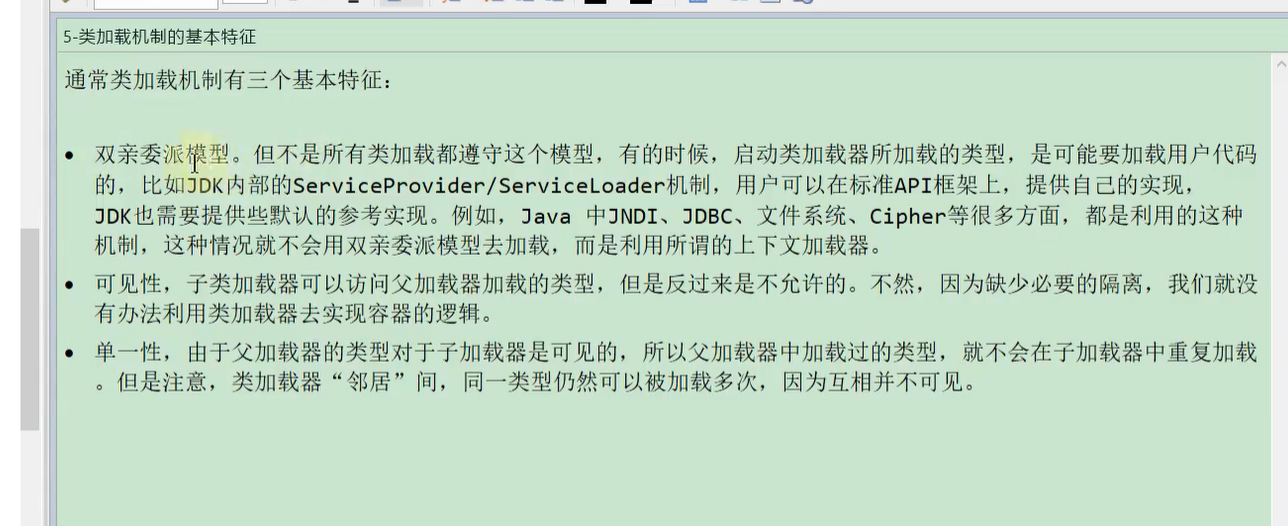 5-类加载机制的基本特征
通常类加载机制有三个基本特征：
• 双亲委派模型。但不是所有类加载都遵守这个模型，有的时候，启动类加载器所加载的类型，是可能要加载用户代码
的，比如JDK内部的ServiceProvider/ServiceLoader机制，用户可以在标准API框架上，提供自己的实现，
JDK也需要提供些默认的参考实现。例如，Java 中JNDI、JDBC、文件系统、Cipher等很多方面，都是利用的这种
机制，这种情况就不会用双亲委派模型去加载，而是利用所谓的上下文加载器。
• 可见性，子类加载器可以访问父加载器加载的类型，但是反过来是不允许的。不然，因为缺少必要的隔离，我们就没
有办法利用类加载器去实现容器的逻辑。
• 单一性，由于父加载器的类型对于子加载器是可见的，所以父加载器中加载过的类型，就不会在子加载器中重复加载
。但是注意，类加载器“邻居”间，同一类型仍然可以被加载多次，因为互相并不可见。